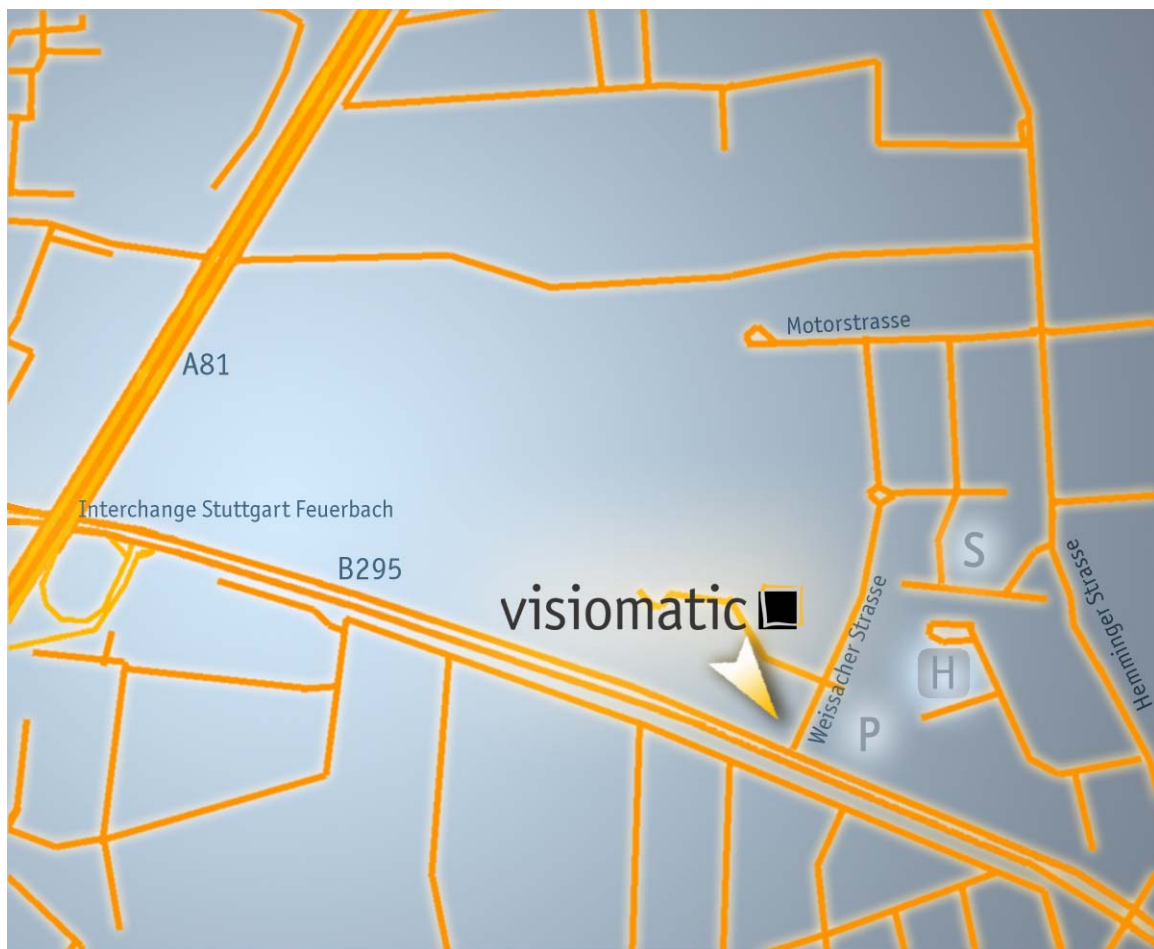 Motorstrasse
A81
Interchange Stuttgart Feuerbach
B295
S
Hemminger Strasse
visiomatic
Weissacher Strasse
H
P